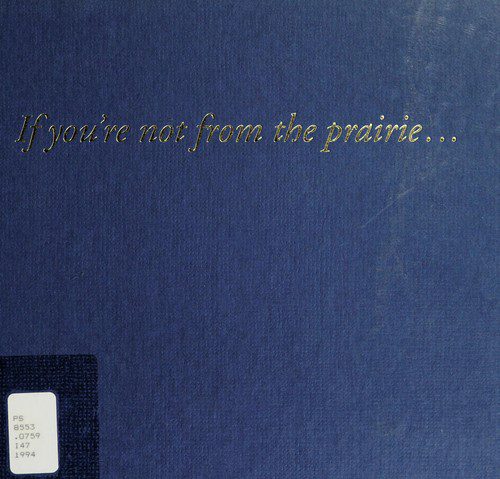 If you're not from the prairie...
PS
8553
.O759
I47
1994